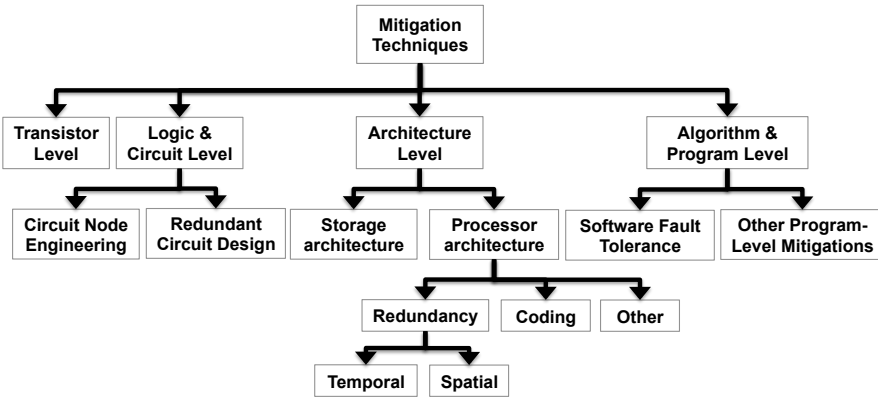 Mitigation
Techniques
Transistor
Level
Logic &
Circuit Level
Architecture
Level
Algorithm &
Program Level
Circuit Node
Engineering
Redundant
Circuit Design
Storage
architecture
Processor
architecture
Software Fault
Tolerance
Other Program-
Level Mitigations
Redundancy
Coding
Other
Temporal
Spatial